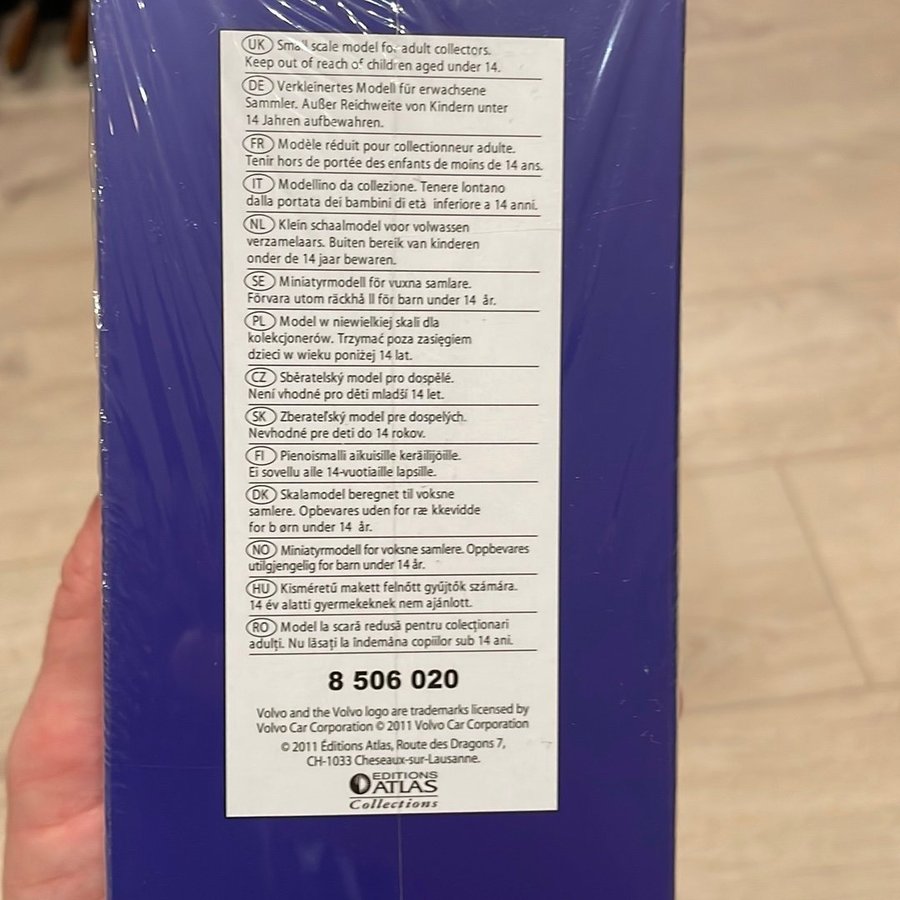 UK Small scale model for adult collectors.
Keep out of reach of children aged under 14.
DE Verkleinertes Modell für erwachsene
Sammler. Außer Reichweite von Kindern unter
14 Jahren aufbewahren.
FR Modèle réduit pour collectionneur adulte.
Tenir hors de portée des enfants de moins de 14 ans.
IT Modellino da collezione. Tenere lontano
dalla portata dei bambini di età inferiore a 14 anni.
NL Klein schaalmodel voor volwassen
verzamelaars. Buiten bereik van kinderen
onder de 14 jaar bewaren.
SE Miniatyrmodell för vuxna samlare.
Förvara utom räckhå ll för barn under 14 år.
PL Model w niewielkiej skali dla
kolekcjonerów. Trzymać poza zasięgiem
dzieci w wieku poniżej 14 lat.
CZ Sběratelský model pro dospělé.
Není vhodné pro děti mladší 14 let.
SK Zberateľský model pre dospelých.
Nevhodné pre deti do 14 rokov.
FI Pienoismalli aikuisille keräilijöille.
Ei sovellu alle 14-vuotiaille lapsille.
DK Skalamodel beregnet til voksne
samlere. Opbevares uden for ræ kkevidde
for b ørn under 14 år.
NO Miniatyrmodell for voksne samlere. Oppbevares
utilgjengelig for barn under 14 år.
HU Kisméretű makett felnőtt gyűjtők számára.
14 év alatti gyermekeknek nem ajánlott.
RO Model la scară redusă pentru colecționari
adulți. Nu lăsați la îndemâna copiilor sub 14 ani.
8 506 020
Volvo and the Volvo logo are trademarks licensed by
Volvo Car Corporation © 2011 Volvo Car Corporation
© 2011 Éditions Atlas, Route des Dragons 7,
CH-1033 Cheseaux-sur-Lausanne.
EDITIONS
ATLAS
Collections